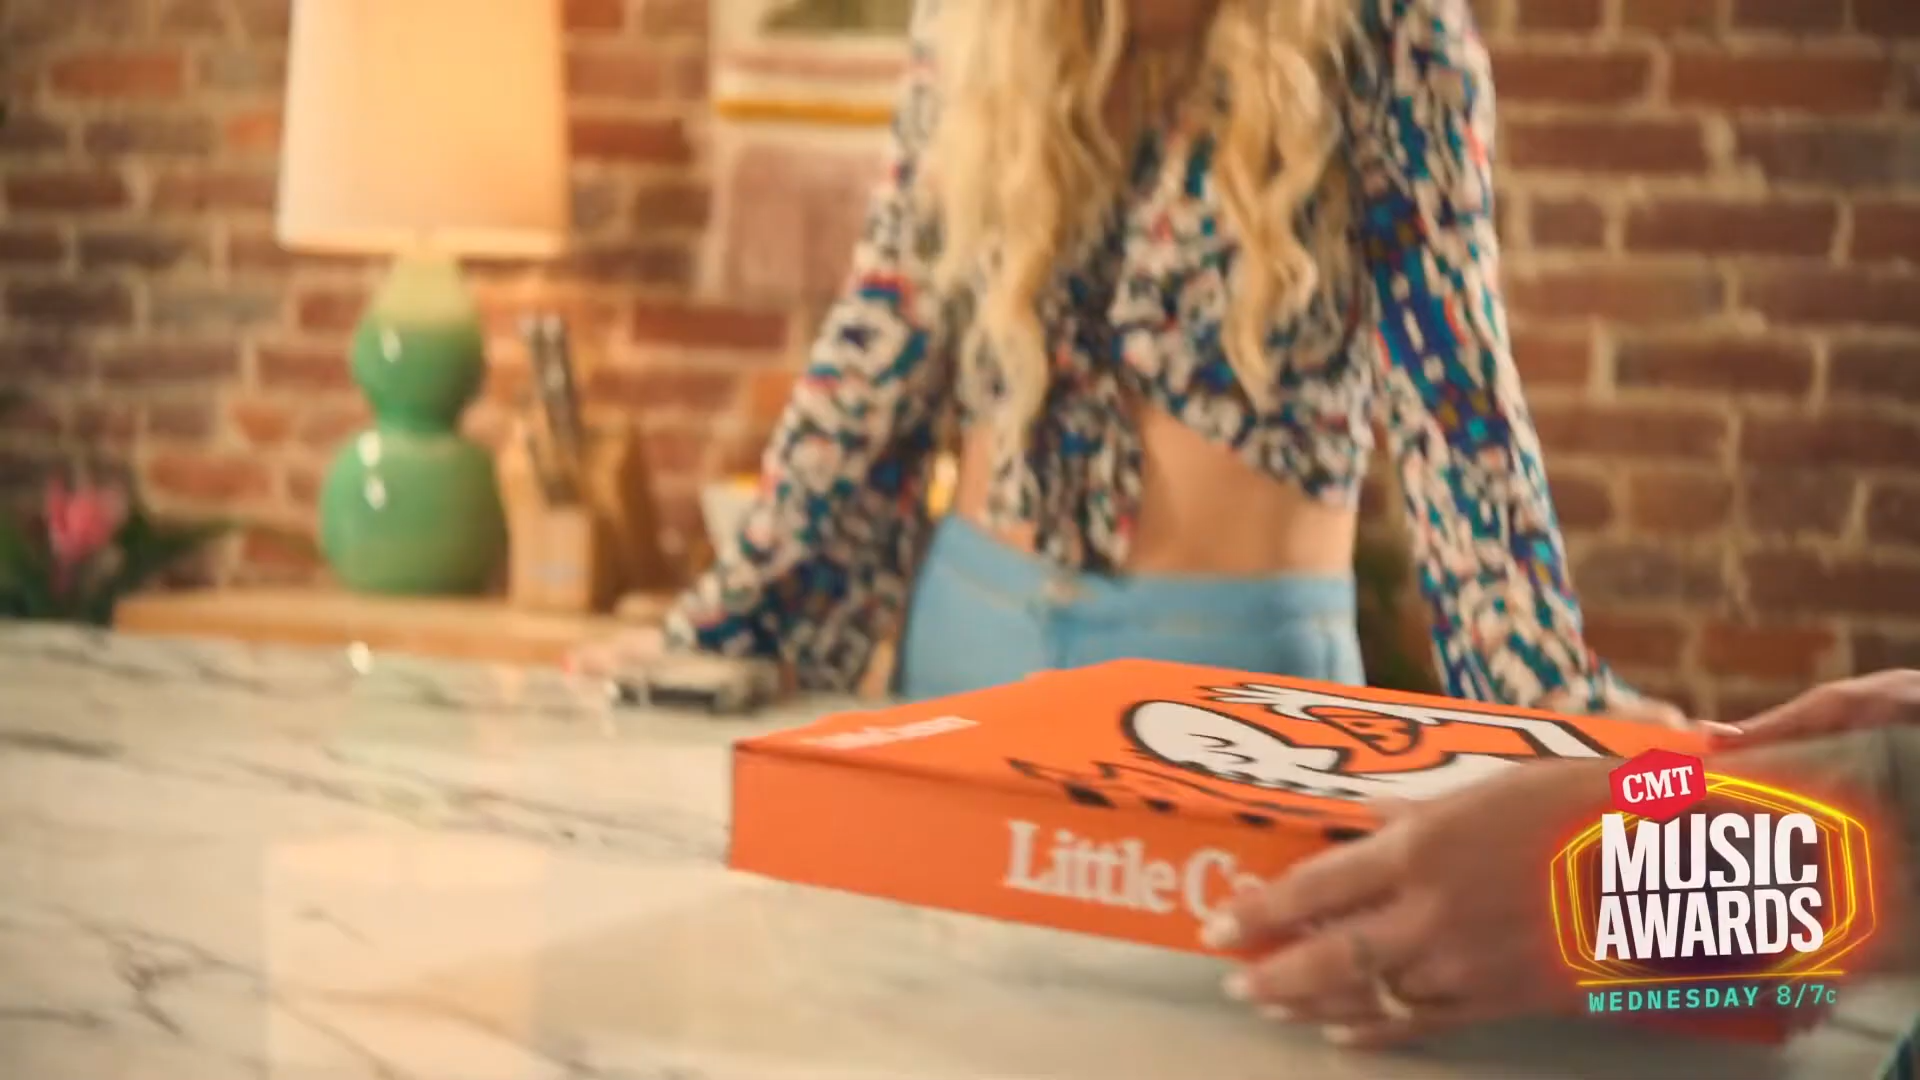 Little Ca
CMT
MUSIC
AWARDS
WEDNESDAY 8/7c